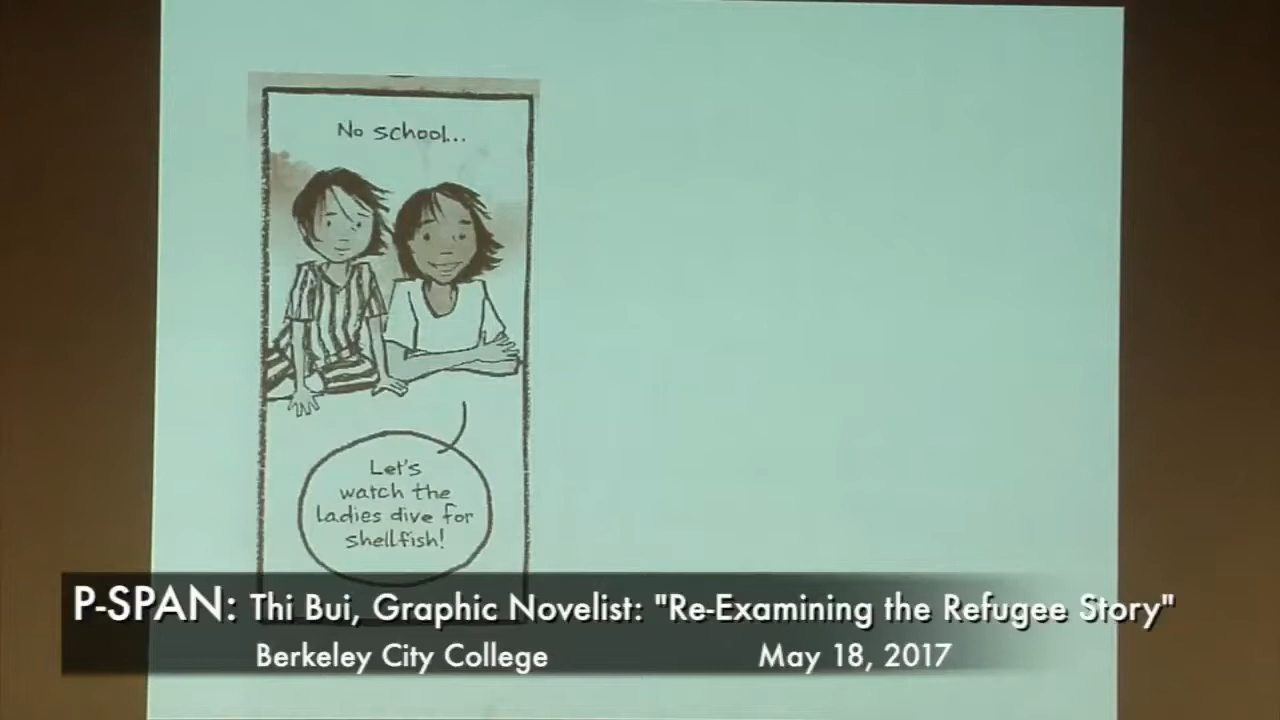 No school...
Let's
watch the
ladies dive for
shellfish!
P-SPAN: Thi Bui, Graphic Novelist: "Re-Examining the Refugee Story"
Berkeley City College May 18, 2017